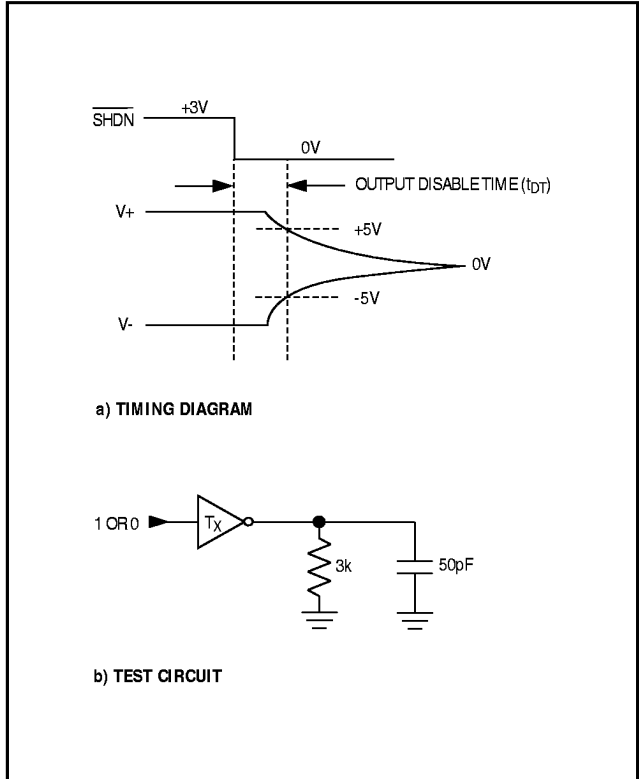 +3V
SHDN
0V
OUTPUT DISABLE TIME (tDT)
V+
+5V
0V
-5V
V-
a) TIMING DIAGRAM
1 OR 0
TX
3k
50pF
b) TEST CIRCUIT